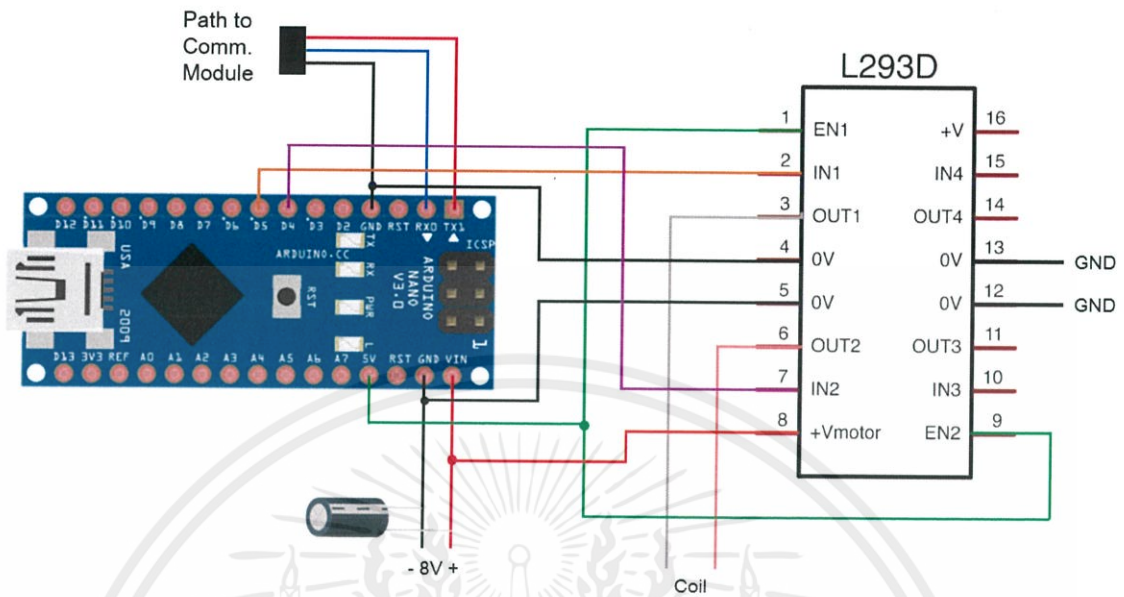 Path to
Comm.
Module
L293D
1 EN1
2 IN1
3 OUT1
4 0V
5 0V
6 OUT2
7 IN2
8 +Vmotor
+V 16
IN4 15
OUT4 14
0V 13 GND
0V 12 GND
OUT3 11
IN3 10
EN2 9
D12 D11 D10 D9 D8 D7 D6 D5 D4 D3 D2 GND RST RX0 TX1
TX
RX
PWR
L
ARDUINO.CC
RST
ARDUINO
NANO
V3.0
ICSP
1
USA
2009
D13 3V3 REF A0 A1 A2 A3 A4 A5 A6 A7 5V RST GND VIN
- 8V +
Coil